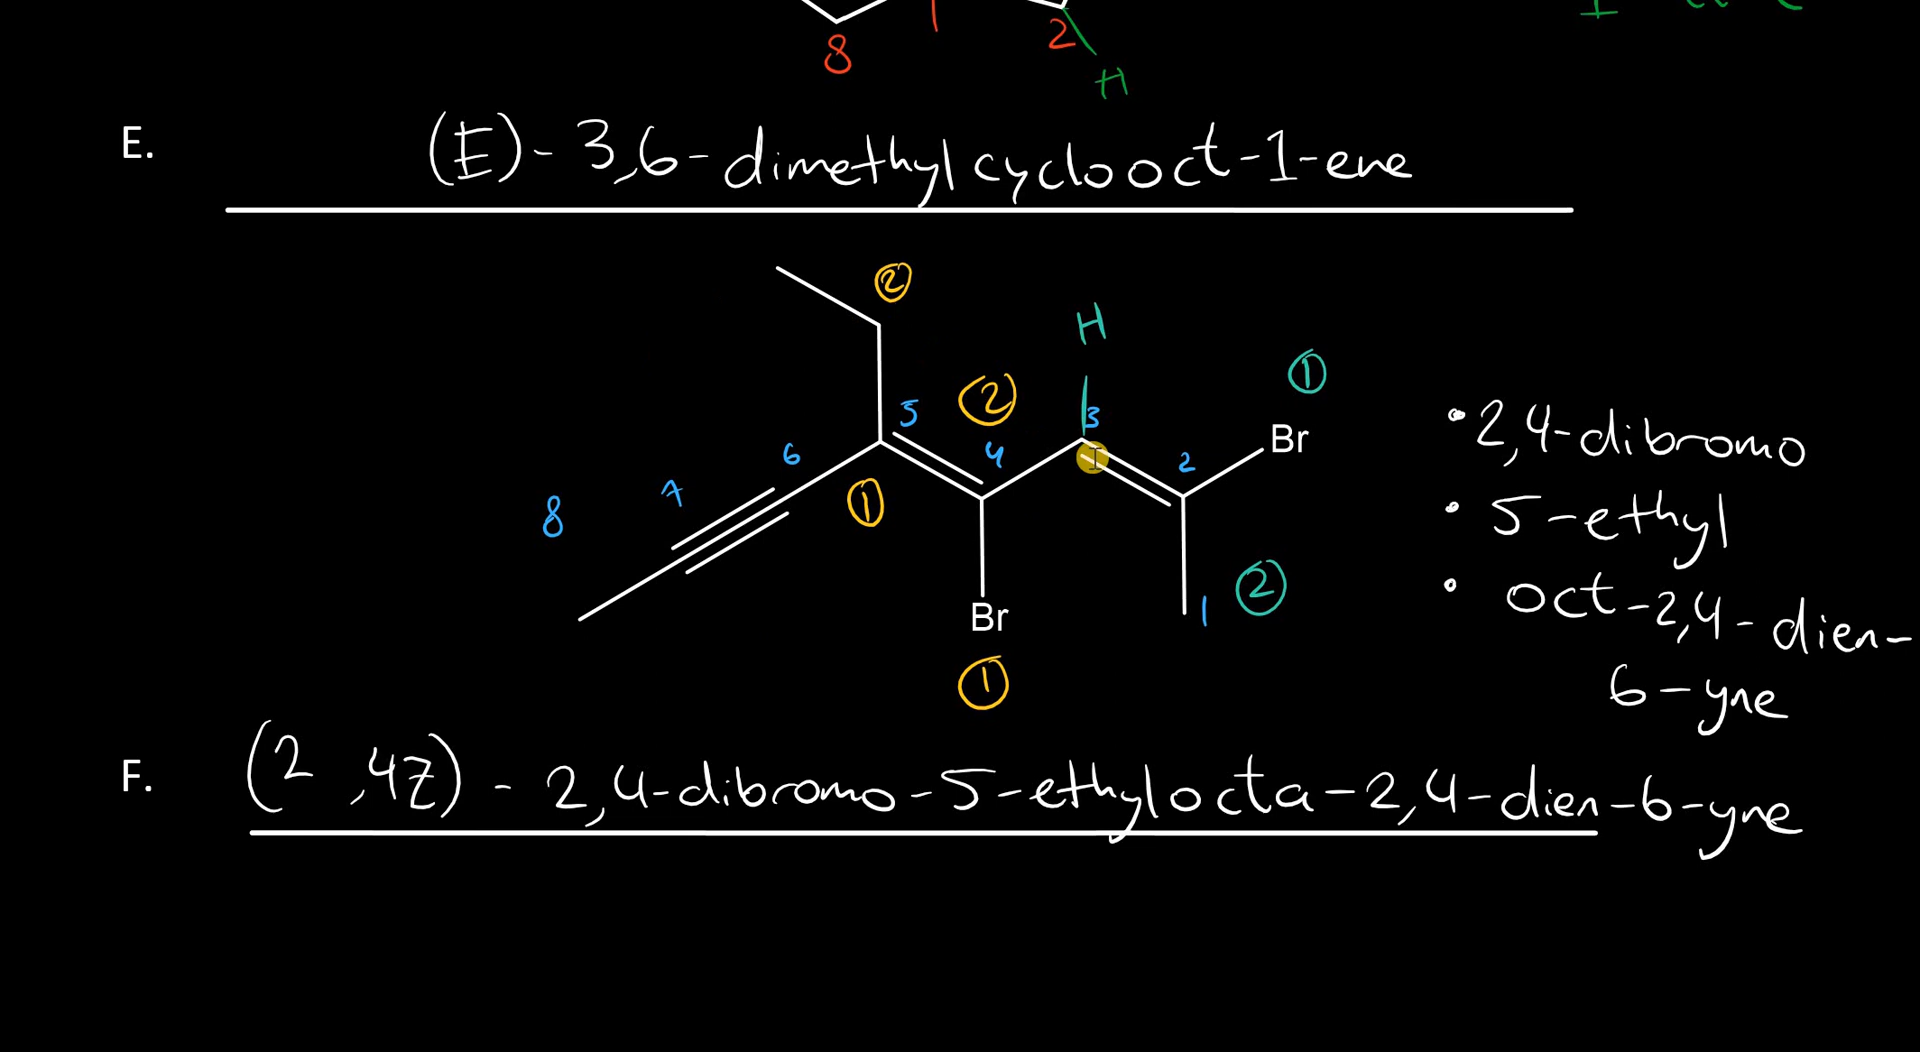 8
1
2
H
E.
(E)- 3,6-dimethylcyclooct-1-ene
②
H
①
②
5
3
Br
4
2
6
7
①
8
②
1
Br
①
• 2,4-dibromo
• 5-ethyl
• oct-2,4-dien-
6-yne
F.
(2 ,4Z) - 2,4-dibromo-5-ethylocta-2,4-dien-6-yne